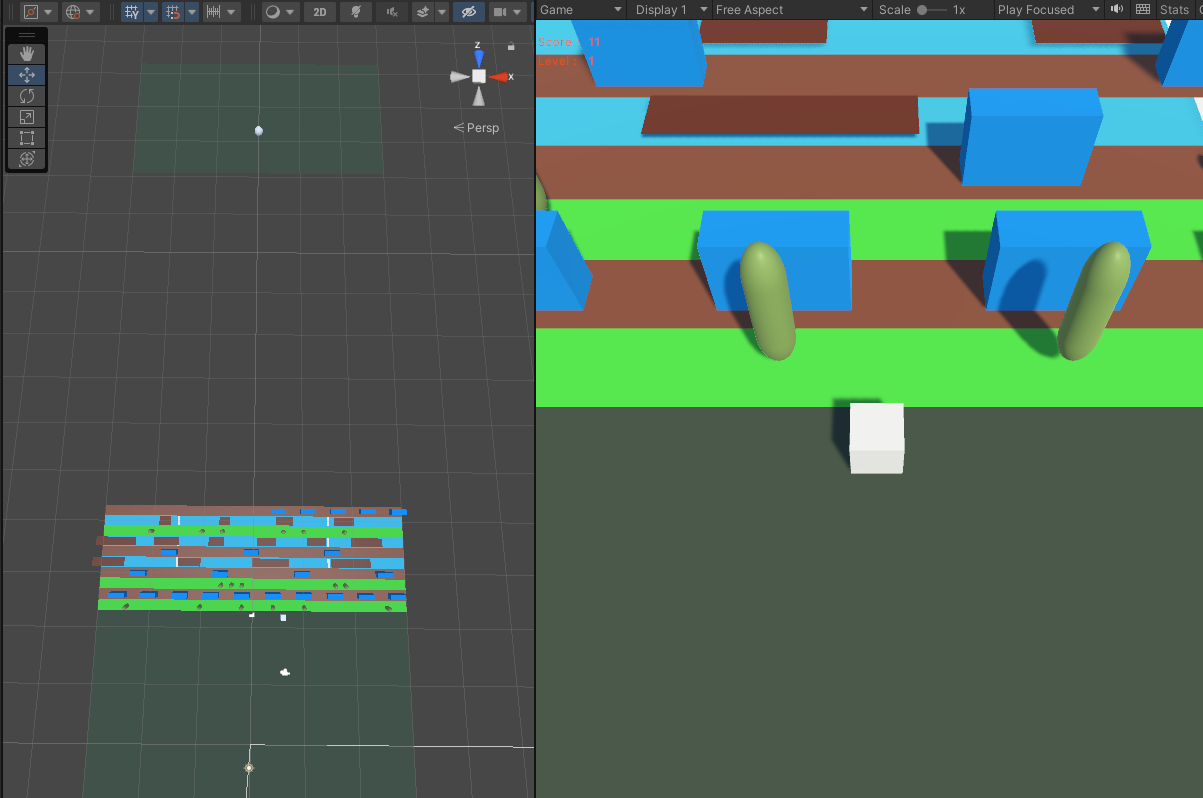 2D
z
x
Persp
Game
Display 1
Free Aspect
Scale
1x
Play Focused
Stats
Score : 11
Level : 1